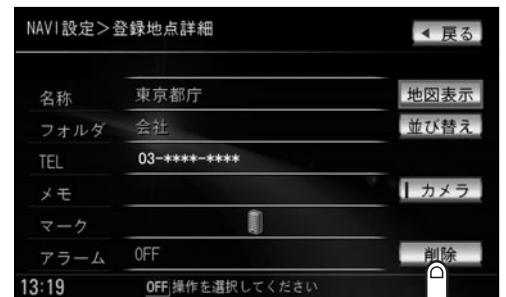 NAVI設定＞登録地点詳細
◀ 戻る
名称 東京都庁 地図表示
フォルダ 会社 並び替え
TEL 03-****-****
メモ カメラ
マーク
アラーム OFF 削除
13:19 OFF 操作を選択してください